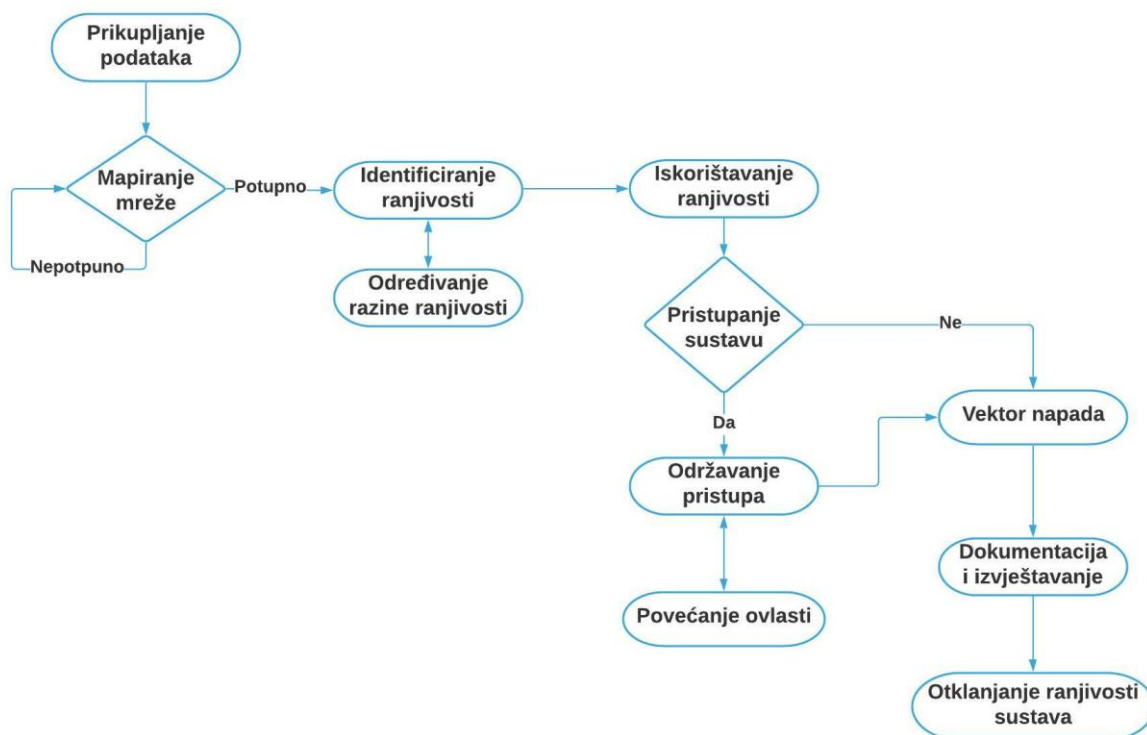 Prikupljanje
podataka
Mapiranje
mreže
Potupno
Nepotpuno
Identificiranje
ranjivosti
Određivanje
razine ranjivosti
Iskorištavanje
ranjivosti
Pristupanje
sustavu
Ne
Da
Održavanje
pristupa
Povećanje ovlasti
Vektor napada
Dokumentacija
i izvještavanje
Otklanjanje ranjivosti
sustava